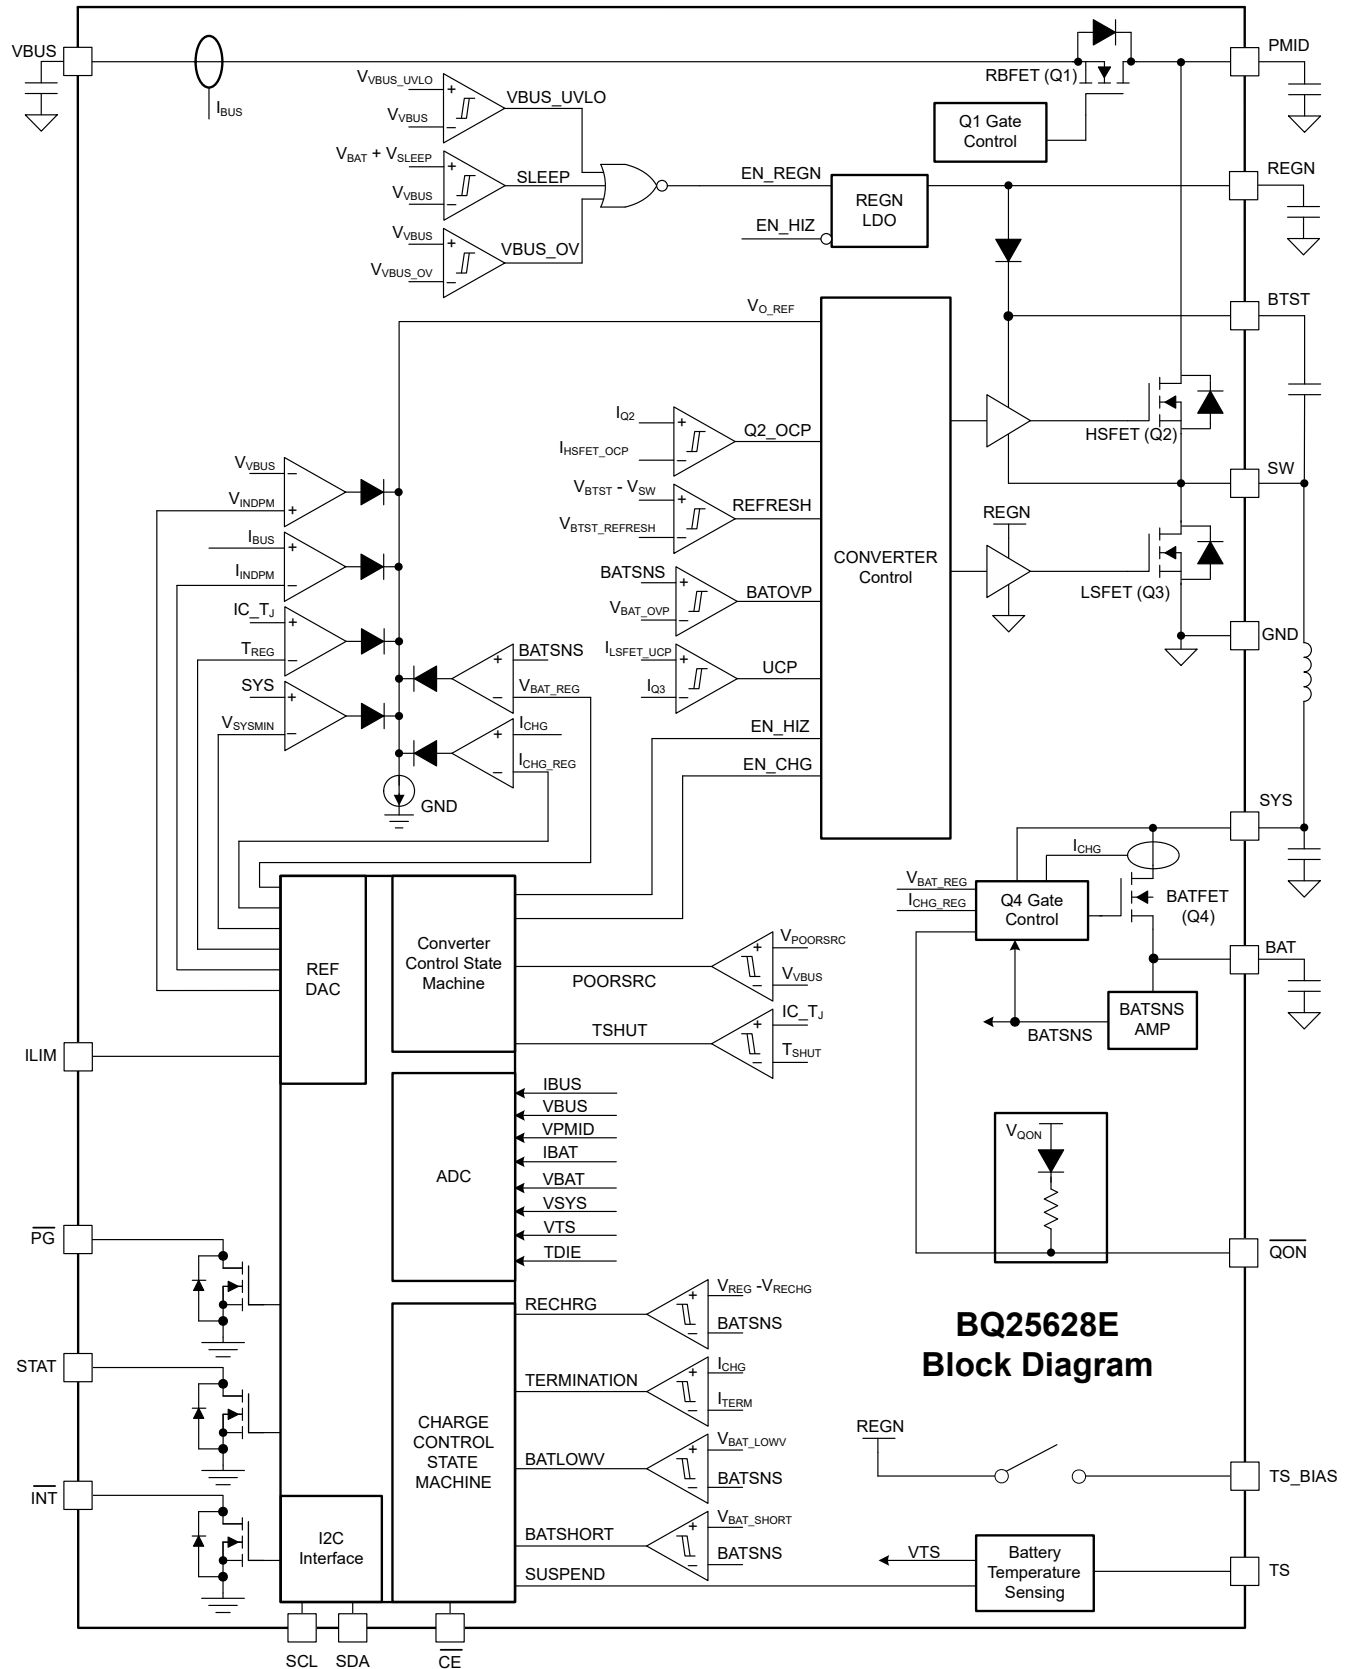 VBUS
PMID
RBFET (Q1)
IBUS
Q1 Gate
Control
VVBUS_UVLO
VVBUS
VBUS_UVLO
VBAT + VSLEEP
VVBUS
SLEEP
VVBUS
VVBUS_OV
VBUS_OV
EN_REGN
EN_HIZ
REGN
LDO
REGN
BTST
VO_REF
CONVERTER
Control
IQ2
IHSFET_OCP
Q2_OCP
VBTST - VSW
VBTST_REFRESH
REFRESH
BATSNS
VBAT_OVP
BATOVP
ILSFET_UCP
IQ3
UCP
EN_HIZ
EN_CHG
HSFET (Q2)
SW
REGN
LSFET (Q3)
GND
VVBUS
VINDPM
IBUS
IINDPM
IC_TJ
TREG
SYS
VSYSMIN
BATSNS
VBAT_REG
ICHG
ICHG_REG
GND
SYS
ICHG
VBAT_REG
ICHG_REG
Q4 Gate
Control
BATFET
(Q4)
BAT
BATSNS
AMP
BATSNS
REF
DAC
Converter
Control State
Machine
POORSRC
VPOORSRC
VVBUS
TSHUT
IC_TJ
TSHUT
ILIM
ADC
IBUS
VBUS
VPMID
IBAT
VBAT
VSYS
VTS
TDIE
VQON
QON
PG
STAT
INT
CHARGE
CONTROL
STATE
MACHINE
RECHRG
VREG -VRECHRG
BATSNS
TERMINATION
ICHG
ITERM
BATLOWV
VBAT_LOWV
BATSNS
BATSHORT
VBAT_SHORT
BATSNS
SUSPEND
BQ25628E
Block Diagram
REGN
TS_BIAS
VTS
Battery
Temperature
Sensing
TS
I2C
Interface
SCL
SDA
CE